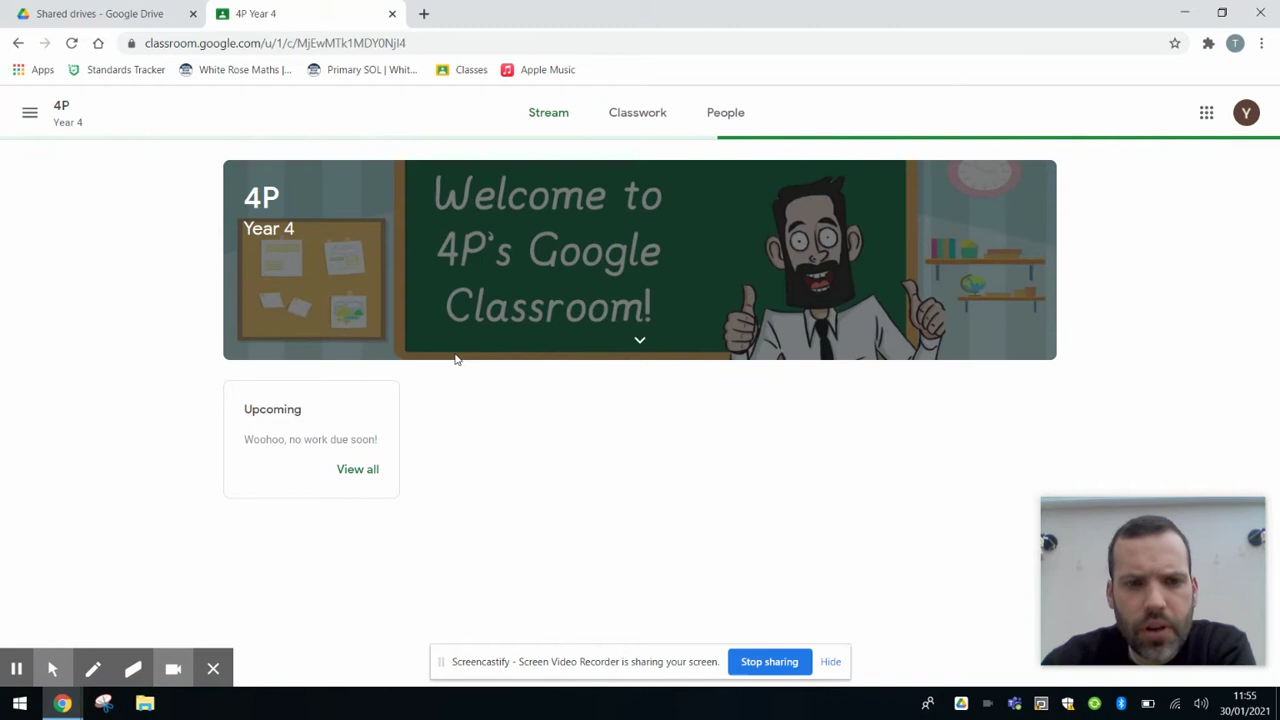 Shared drives - Google Drive
4P Year 4
classroom.google.com/u/1/c/MjEwMTk1MDY0NjI4
T
Apps
Standards Tracker
White Rose Maths |...
Primary SOL | Whit...
Classes
Apple Music
4P
Year 4
Stream
Classwork
People
Y
4P
Year 4
Welcome to
4P's Google
Classroom!
Upcoming
Woohoo, no work due soon!
View all
Screencastify - Screen Video Recorder is sharing your screen.
Stop sharing
Hide
11:55
30/01/2021